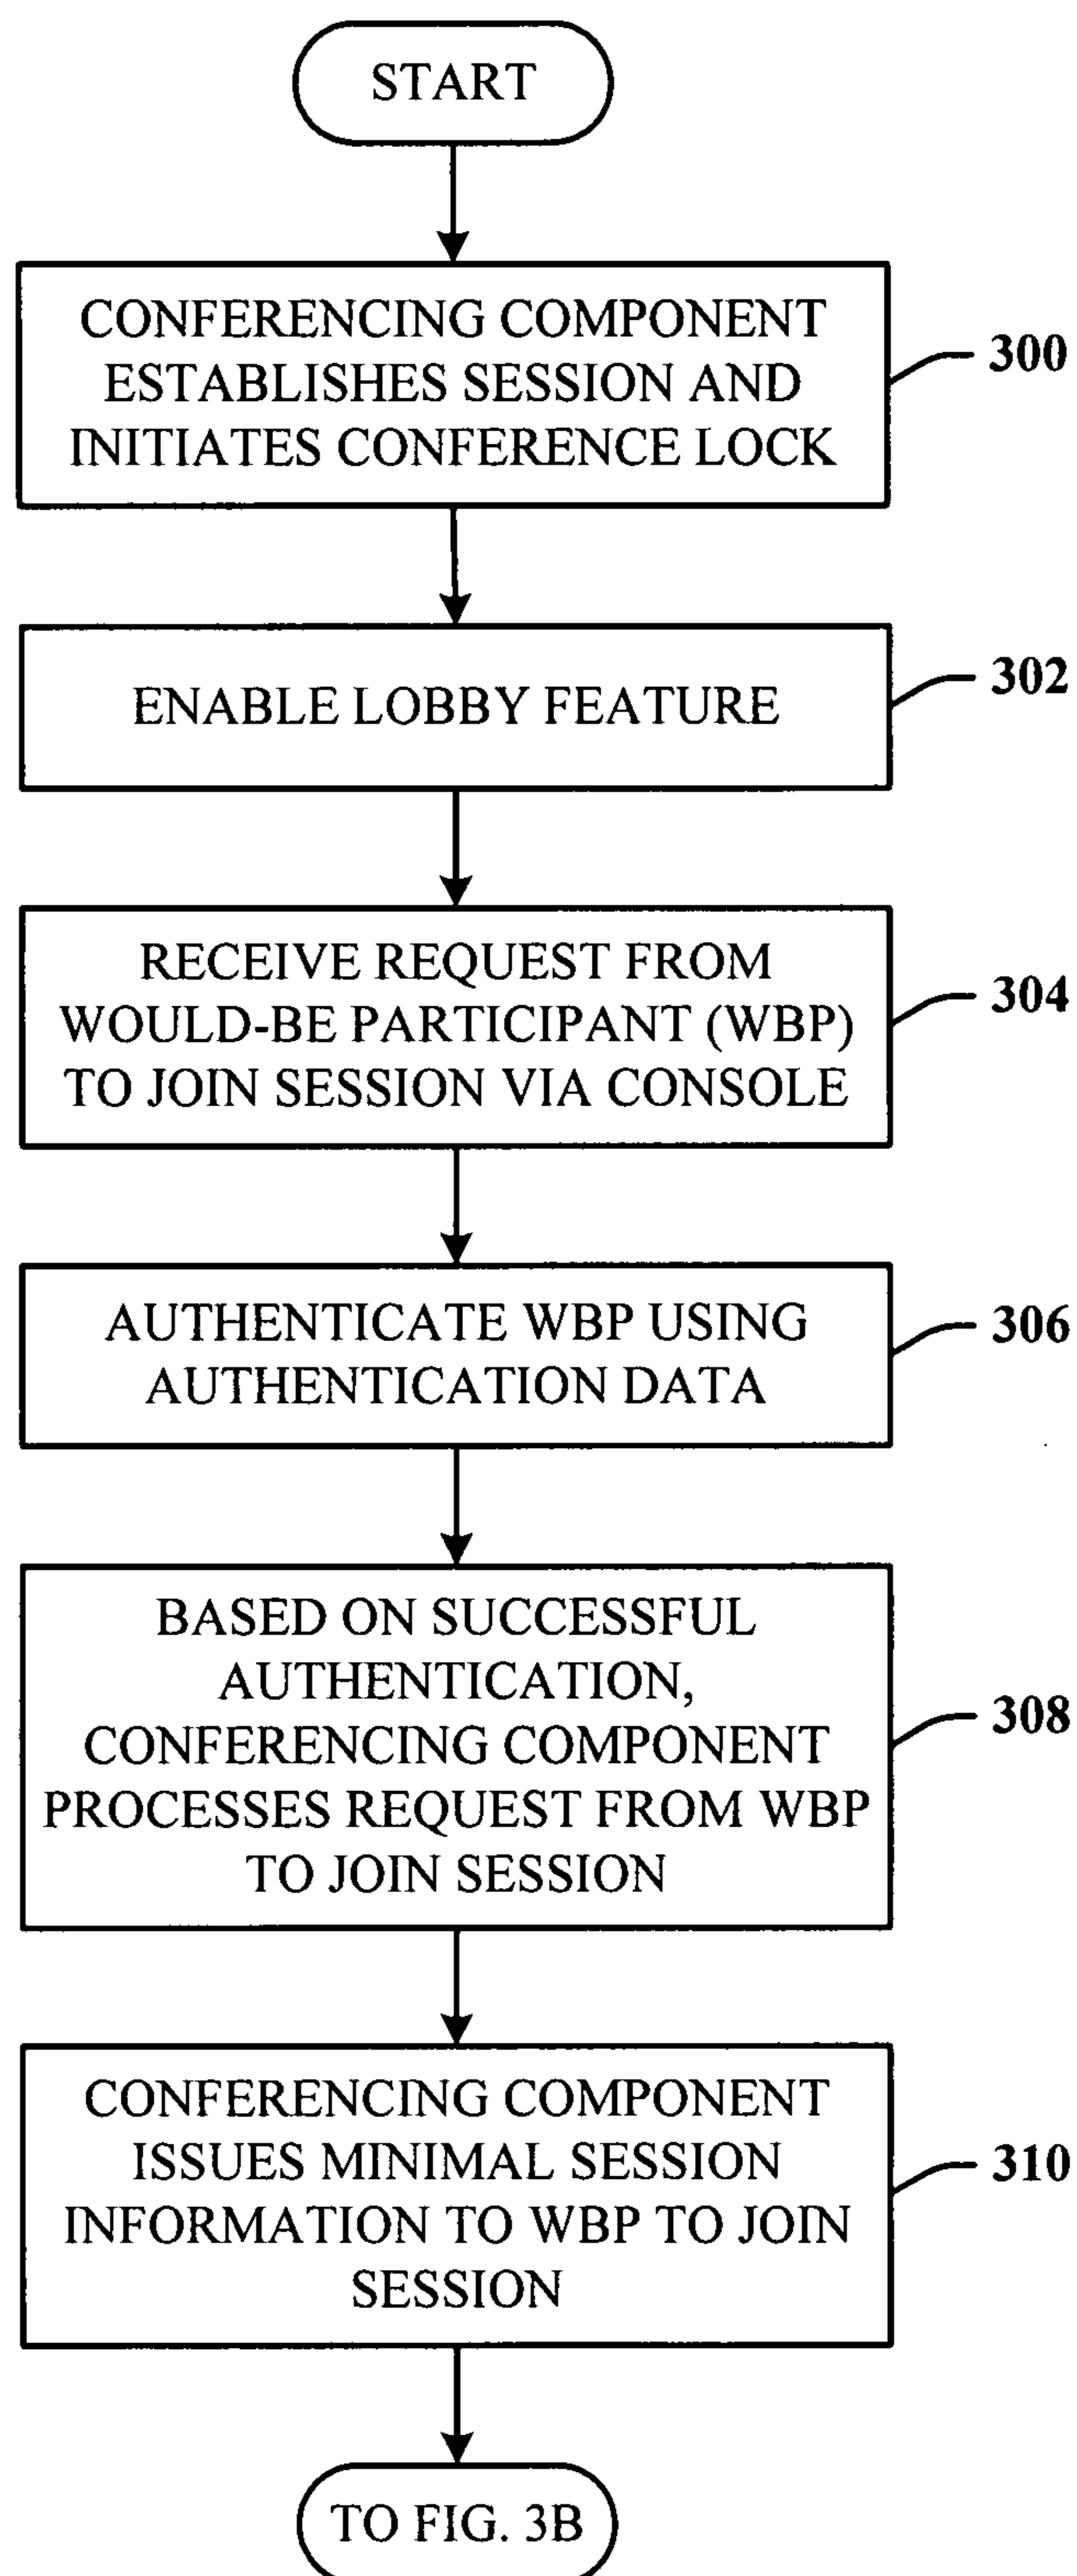 START
CONFERENCING COMPONENT
ESTABLISHES SESSION AND
INITIATES CONFERENCE LOCK
300
ENABLE LOBBY FEATURE
302
RECEIVE REQUEST FROM
WOULD-BE PARTICIPANT (WBP)
TO JOIN SESSION VIA CONSOLE
304
AUTHENTICATE WBP USING
AUTHENTICATION DATA
306
BASED ON SUCCESSFUL
AUTHENTICATION,
CONFERENCING COMPONENT
PROCESSES REQUEST FROM WBP
TO JOIN SESSION
308
CONFERENCING COMPONENT
ISSUES MINIMAL SESSION
INFORMATION TO WBP TO JOIN
SESSION
310
TO FIG. 3B